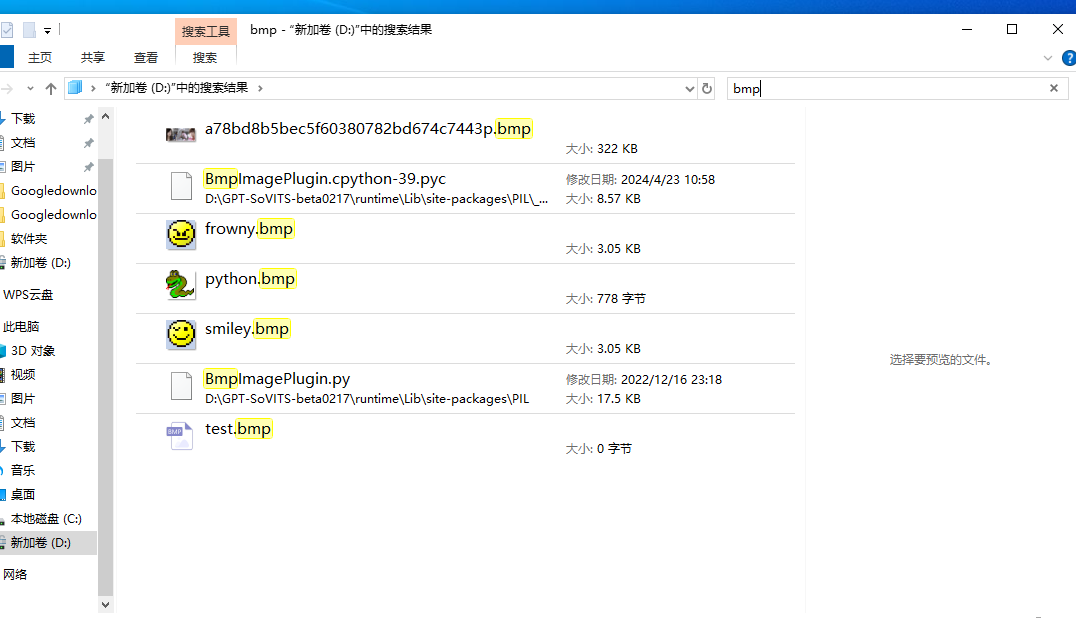 搜索工具
bmp - “新加卷 (D:)”中的搜索结果
主页
共享
查看
搜索
“新加卷 (D:)”中的搜索结果
bmp
下载
文档
图片
Googledownlo
Googledownlo
软件夹
新加卷 (D:)
WPS云盘
此电脑
3D 对象
视频
图片
文档
下载
音乐
桌面
本地磁盘 (C:)
新加卷 (D:)
网络
a78bd8b5bec5f60380782bd674c7443p.bmp
大小: 322 KB
BmpImagePlugin.cpython-39.pyc
修改日期: 2024/4/23 10:58
D:\GPT-SoVITS-beta0217\runtime\Lib\site-packages\PIL\_...
大小: 8.57 KB
frowny.bmp
大小: 3.05 KB
python.bmp
大小: 778 字节
smiley.bmp
大小: 3.05 KB
BmpImagePlugin.py
修改日期: 2022/12/16 23:18
D:\GPT-SoVITS-beta0217\runtime\Lib\site-packages\PIL
大小: 17.5 KB
BMP
test.bmp
大小: 0 字节
选择要预览的文件。